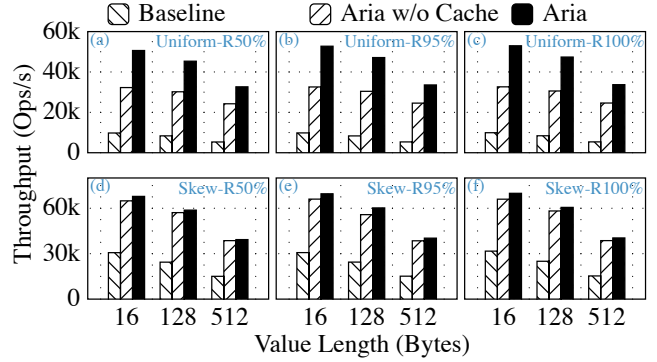 Baseline Aria w/o Cache Aria
Throughput (Ops/s)
60k
40k
20k
0
(a) Uniform-R50%
(b) Uniform-R95%
(c) Uniform-R100%
60k
30k
0
(d) Skew-R50%
(e) Skew-R95%
(f) Skew-R100%
16 128 512 16 128 512 16 128 512
Value Length (Bytes)